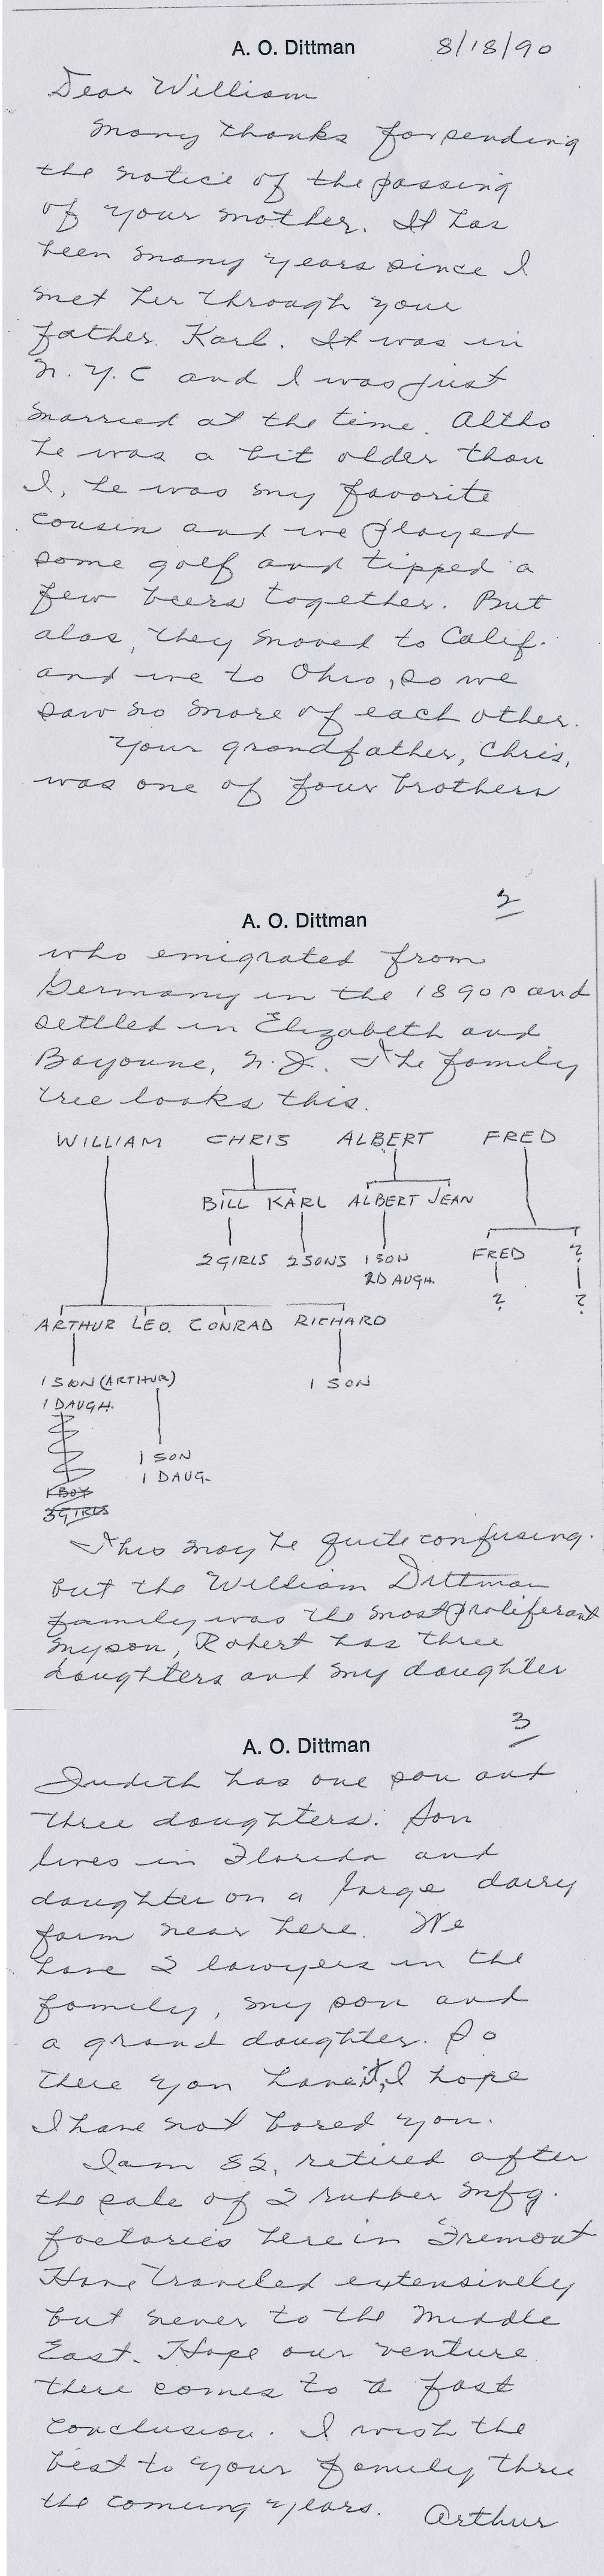 A. O. Dittman 8/18/90
Dear William
Many thanks for sending
the notice of the passing
of your mother. It has
been many years since I
met her through your
father Karl. It was in
N.Y.C and I was just
married at the time. Altho
he was a bit older than
I, he was my favorite
cousin and we played
some golf and tipped a
few beers together. But
alas, they moved to Calif.
and we to Ohio, so we
saw no more of each other.
Your grandfather, Chris,
was one of four brothers
A. O. Dittman 2
who emigrated from
Germany in the 1890s and
settled in Elizabeth and
Bayonne, N.J. The family
tree looks this.
WILLIAM CHRIS ALBERT FRED
BILL KARL ALBERT JEAN
2 GIRLS 2 SONS 1 SON FRED ?
2 DAUGH.
? ?
ARTHUR LEO. CONRAD RICHARD
1 SON (ARTHUR) 1 SON
1 DAUGH.
1 SON
1 DAUG.
1 BOY
3 GIRLS
This may be quite confusing.
but the William Dittman
family was the most proliferant
My son, Robert has three
daughters and my daughter
A. O. Dittman 3
Judith has one son and
three daughters. Son
lives in Florida and
daughter on a large dairy
farm near here. We
have 2 lawyers in the
family, my son and
a grand daughter. So
there you have it, I hope
I have not bored you.
I am 82, retired after
the sale of 2 rubber mfg.
factories here in Fremont
Have traveled extensively
but never to the Middle
East. Hope our venture
there comes to a fast
conclusion. I wish the
best to your family thru
the coming years. Arthur